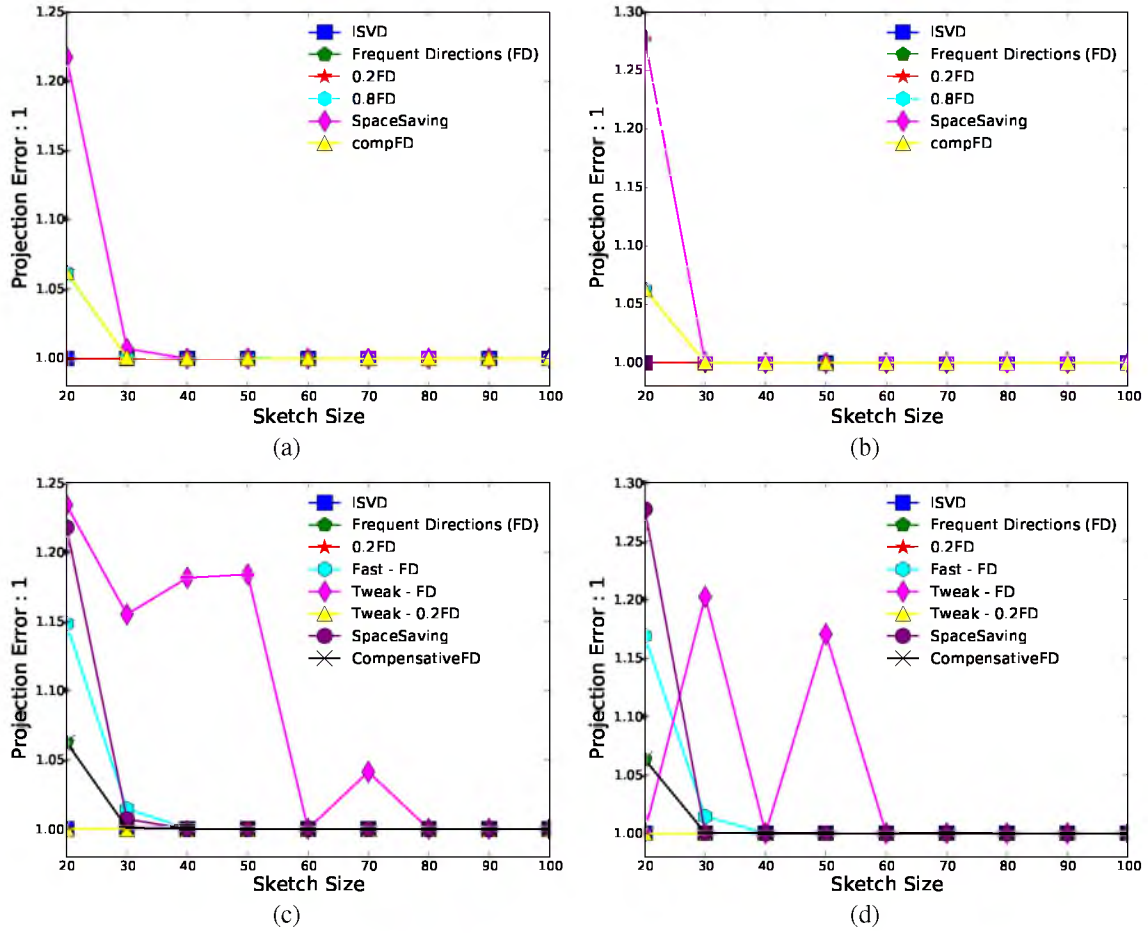 1.25
1.20
1.15
1.10
1.05
1.00
Projection Error : 1
ISVD
Frequent Directions (FD)
0.2FD
0.8FD
SpaceSaving
compFD
20 30 40 50 60 70 80 90 100
Sketch Size
(a)
1.30
1.25
1.20
1.15
1.10
1.05
1.00
Projection Error : 1
ISVD
Frequent Directions (FD)
0.2FD
0.8FD
SpaceSaving
compFD
20 30 40 50 60 70 80 90 100
Sketch Size
(b)
1.25
1.20
1.15
1.10
1.05
1.00
Projection Error : 1
ISVD
Frequent Directions (FD)
0.2FD
Fast - FD
Tweak - FD
Tweak - 0.2FD
SpaceSaving
CompensativeFD
20 30 40 50 60 70 80 90 100
Sketch Size
(c)
1.30
1.25
1.20
1.15
1.10
1.05
1.00
Projection Error : 1
ISVD
Frequent Directions (FD)
0.2FD
Fast - FD
Tweak - FD
Tweak - 0.2FD
SpaceSaving
CompensativeFD
20 30 40 50 60 70 80 90 100
Sketch Size
(d)